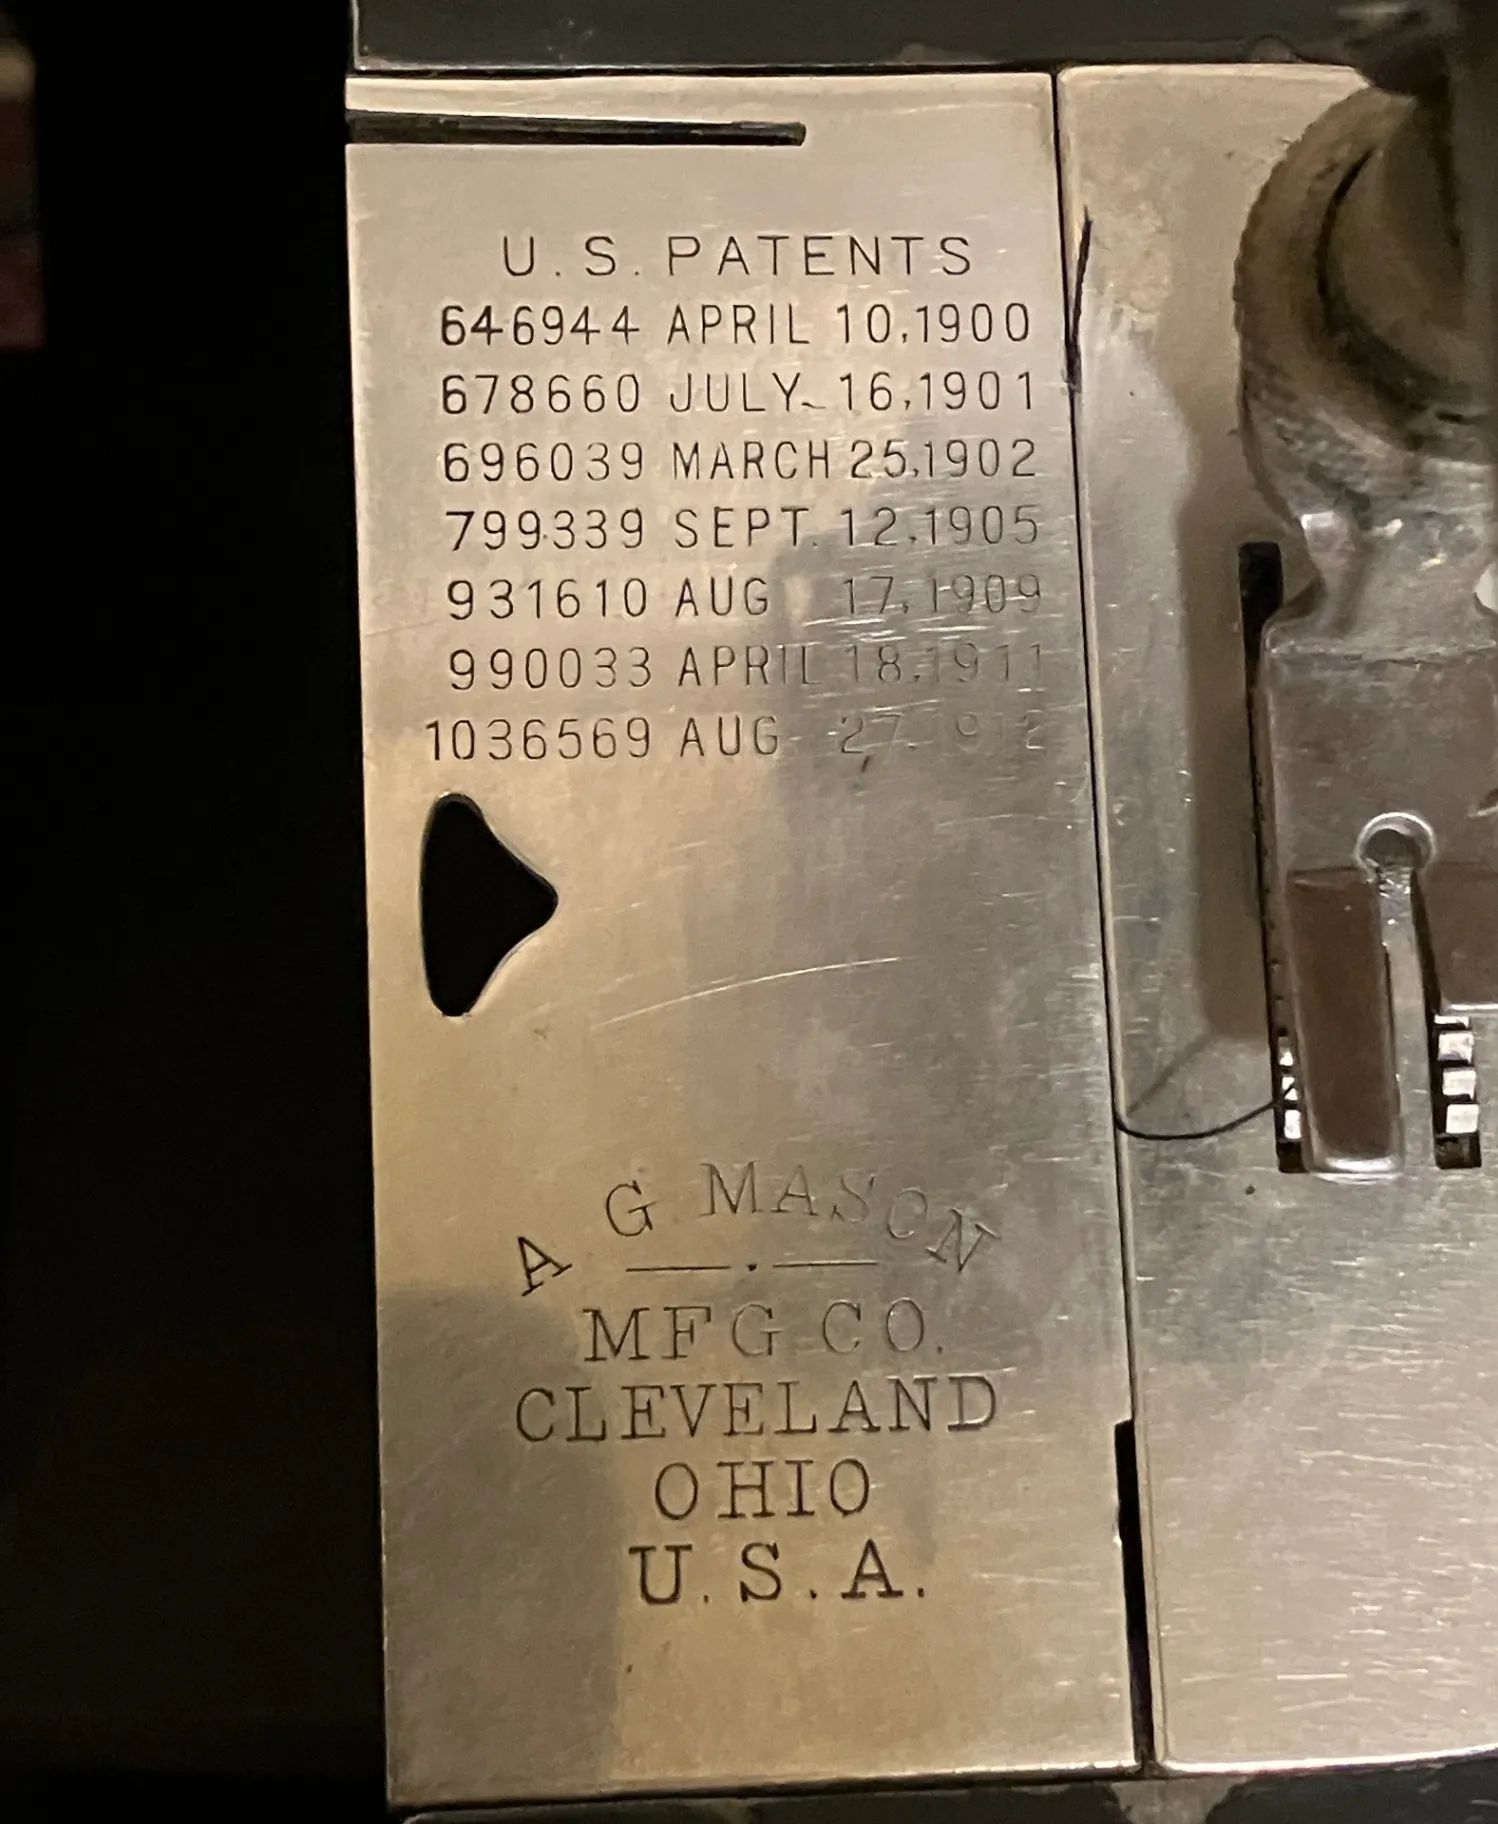 U.S. PATENTS
646944 APRIL 10,1900
678660 JULY 16,1901
696039 MARCH 25,1902
799339 SEPT. 12,1905
931610 AUG 17,1909
990033 APRIL 18,1911
1036569 AUG 27, 1912
A G MASON
MFG CO.
CLEVELAND
OHIO
U.S.A.